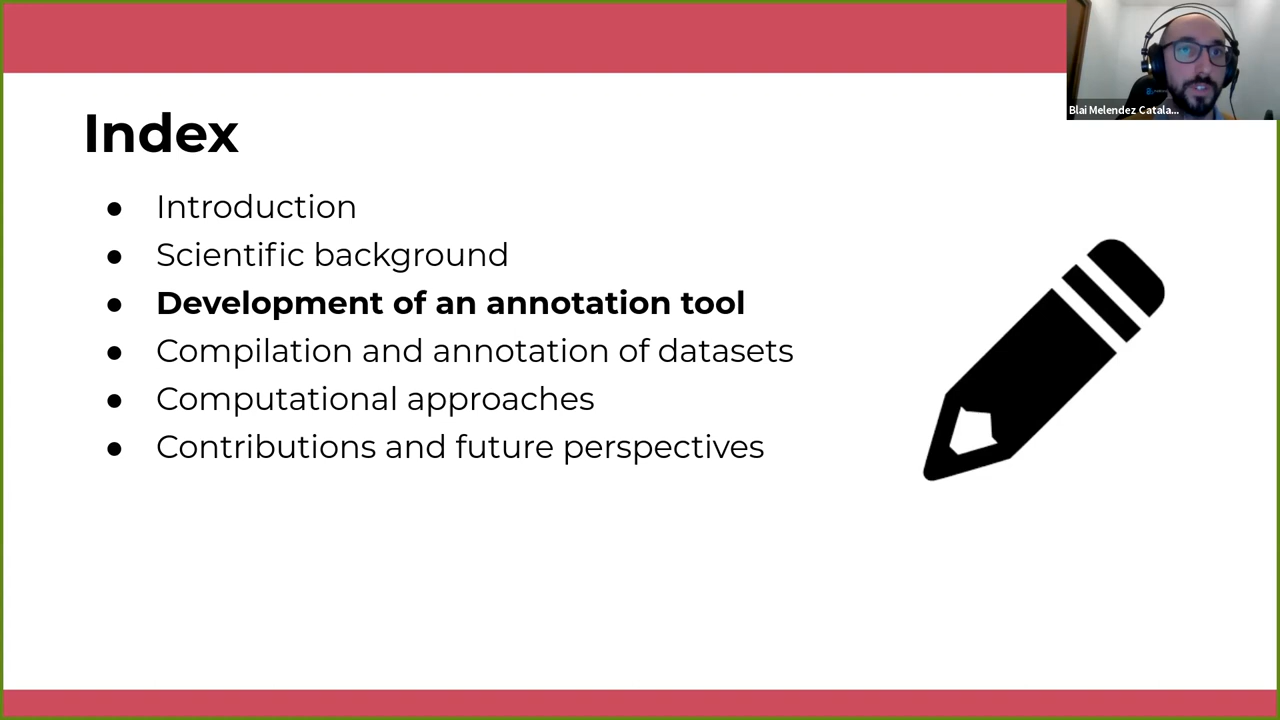 Blai Melendez Catala...
Index
● Introduction
● Scientific background
● Development of an annotation tool
● Compilation and annotation of datasets
● Computational approaches
● Contributions and future perspectives